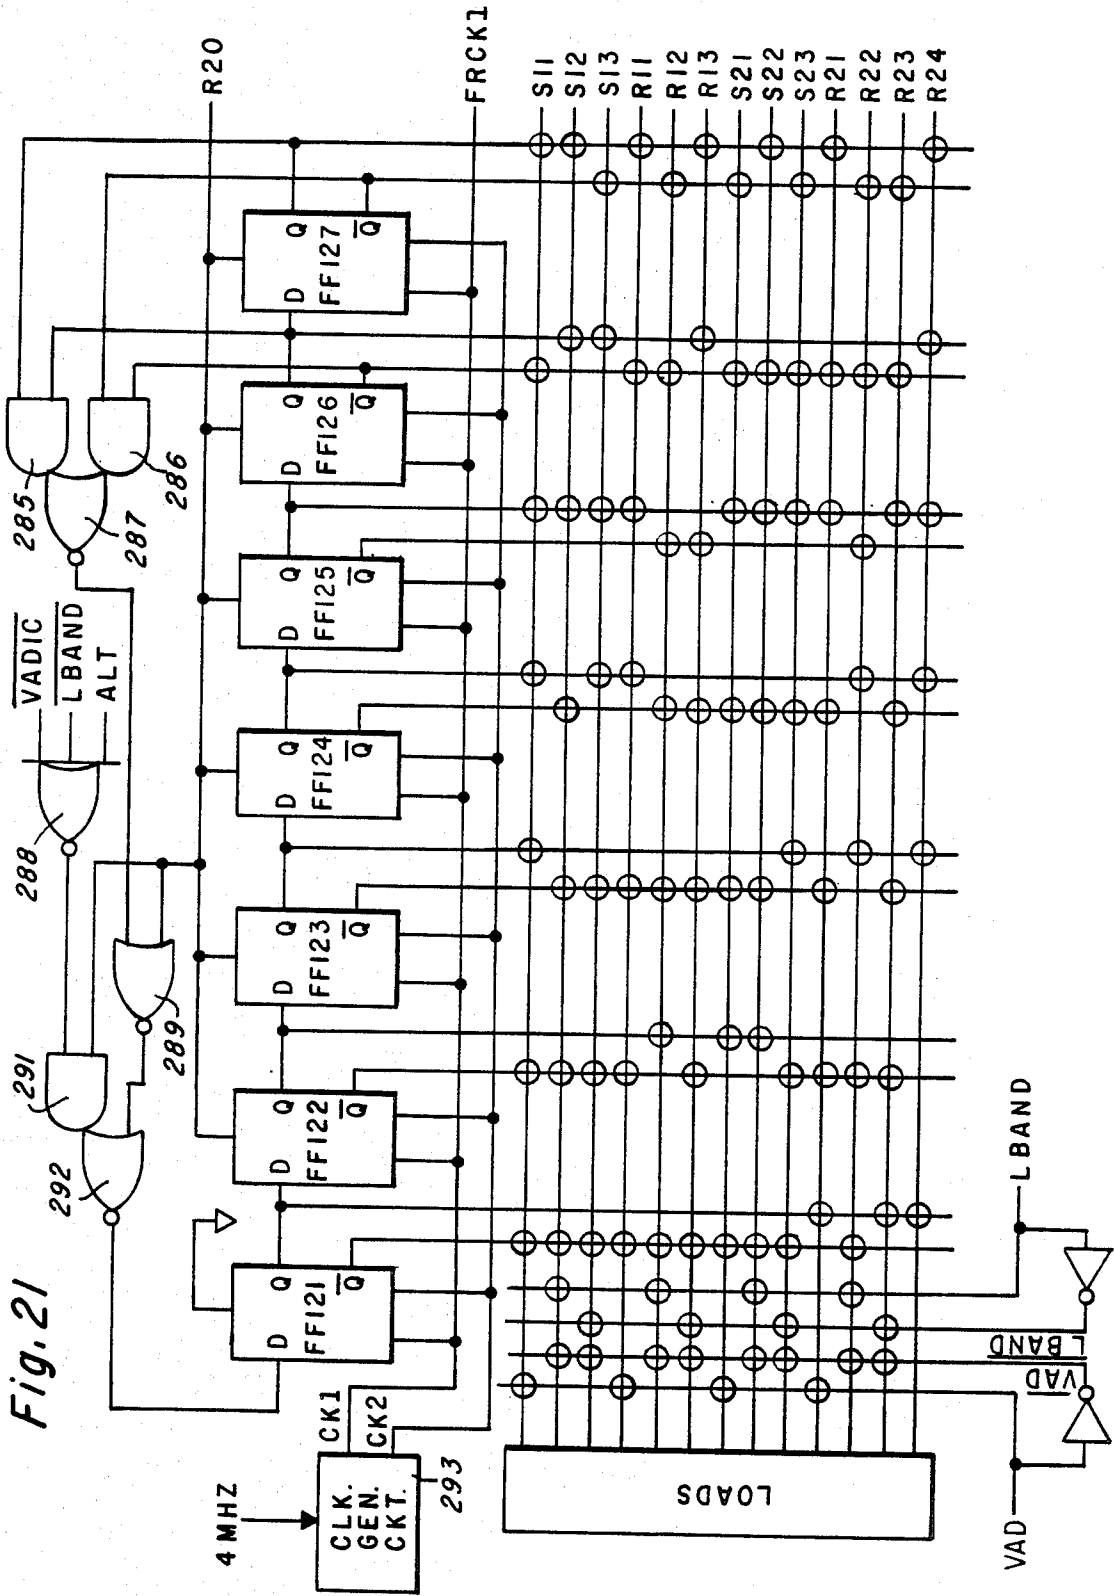 Fig. 21
4 MHZ
CLK.
GEN.
CKT.
293
CK1
CK2
292
291
288
289
285
286
287
VADIC
LBAND
ALT
R20
FRCK1
D Q
Q
FF121
D Q
Q
FF122
D Q
Q
FF123
D Q
Q
FF124
D Q
Q
FF125
D Q
Q
FF126
D Q
Q
FF127
S11
S12
S13
R11
R12
R13
S21
S22
S23
R21
R22
R23
R24
LOADS
VAD
VAD
LBAND
LBAND